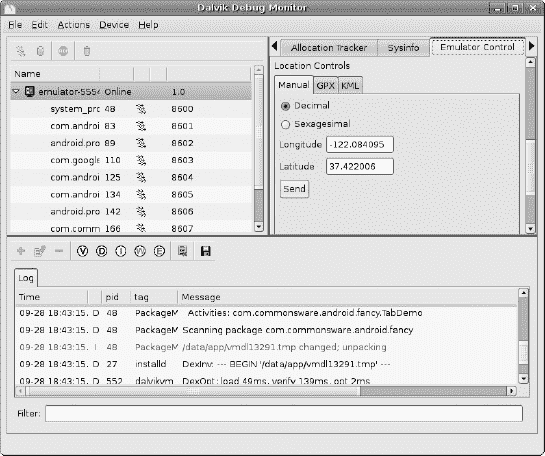 Dalvik Debug Monitor
File Edit Actions Device Help
Name
emulator-5554 Online 1.0
system_pro 48 8600
com.androi 83 8601
android.pro 89 8602
com.google 110 8603
com.androi 125 8604
com.androi 134 8605
android.pro 142 8606
com.comm 166 8607
Allocation Tracker Sysinfo Emulator Control
Location Controls
Manual GPX KML
Decimal
Sexagesimal
Longitude -122.084095
Latitude 37.422006
Send
V D I W E
Log
Time pid tag Message
09-28 18:43:15. D 48 PackageM Activities: com.commonsware.android.fancy.TabDemo
09-28 18:43:15. D 48 PackageM Scanning package com.commonsware.android.fancy
09-28 18:43:15. I 48 PackageM /data/app/vmdl13291.tmp changed; unpacking
09-28 18:43:15. D 27 installd DexInv: --- BEGIN '/data/app/vmdl13291.tmp' ---
09-28 18:43:15. D 552 dalvikvm DexOpt: load 49ms, verify 139ms, opt 2ms
Filter: